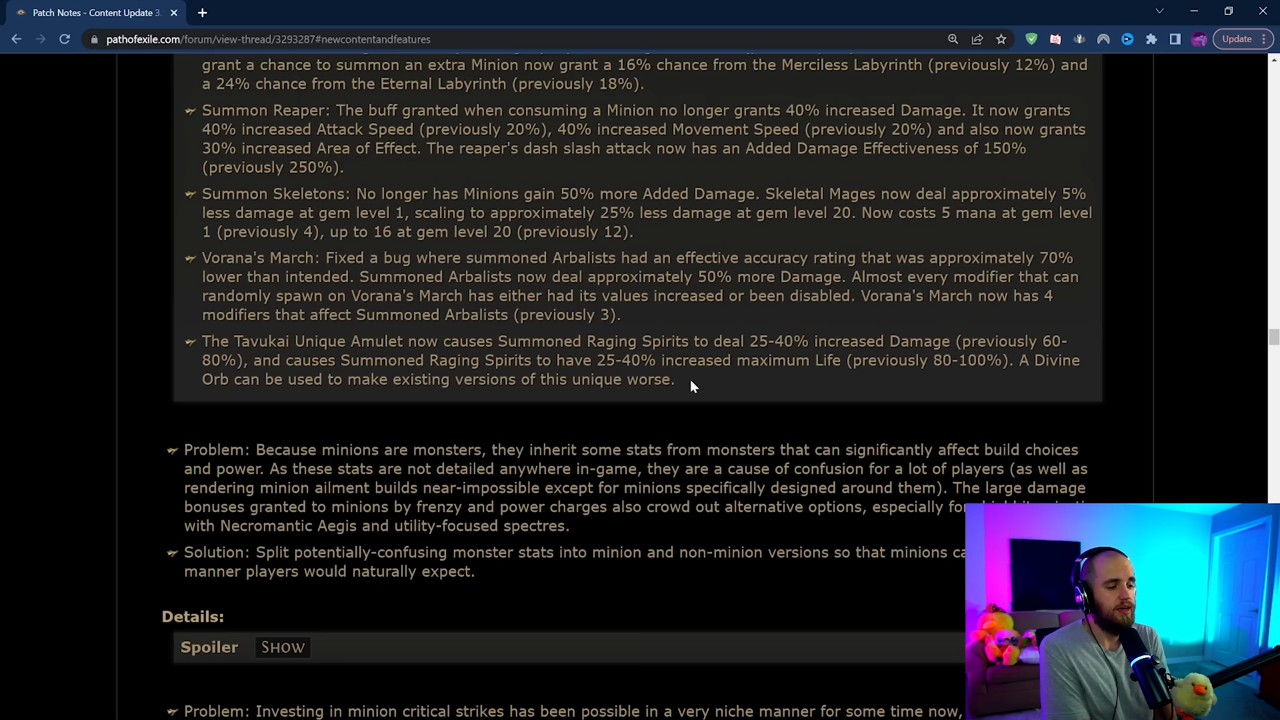 Patch Notes - Content Update 3.
pathofexile.com/forum/view-thread/3293287#newcontentandfeatures
Update
grant a chance to summon an extra Minion now grant a 16% chance from the Merciless Labyrinth (previously 12%) and
a 24% chance from the Eternal Labyrinth (previously 18%).
Summon Reaper: The buff granted when consuming a Minion no longer grants 40% increased Damage. It now grants
40% increased Attack Speed (previously 20%), 40% increased Movement Speed (previously 20%) and also now grants
30% increased Area of Effect. The reaper's dash slash attack now has an Added Damage Effectiveness of 150%
(previously 250%).
Summon Skeletons: No longer has Minions gain 50% more Added Damage. Skeletal Mages now deal approximately 5%
less damage at gem level 1, scaling to approximately 25% less damage at gem level 20. Now costs 5 mana at gem level
1 (previously 4), up to 16 at gem level 20 (previously 12).
Vorana's March: Fixed a bug where summoned Arbalists had an effective accuracy rating that was approximately 70%
lower than intended. Summoned Arbalists now deal approximately 50% more Damage. Almost every modifier that can
randomly spawn on Vorana's March has either had its values increased or been disabled. Vorana's March now has 4
modifiers that affect Summoned Arbalists (previously 3).
The Tavukai Unique Amulet now causes Summoned Raging Spirits to deal 25-40% increased Damage (previously 60-
80%), and causes Summoned Raging Spirits to have 25-40% increased maximum Life (previously 80-100%). A Divine
Orb can be used to make existing versions of this unique worse.
Problem: Because minions are monsters, they inherit some stats from monsters that can significantly affect build choices
and power. As these stats are not detailed anywhere in-game, they are a cause of confusion for a lot of players (as well as
rendering minion ailment builds near-impossible except for minions specifically designed around them). The large damage
bonuses granted to minions by frenzy and power charges also crowd out alternative options, especially for
with Necromantic Aegis and utility-focused spectres.
Solution: Split potentially-confusing monster stats into minion and non-minion versions so that minions
manner players would naturally expect.
Details:
Spoiler SHOW
Problem: Investing in minion critical strikes has been possible in a very niche manner for some time now,